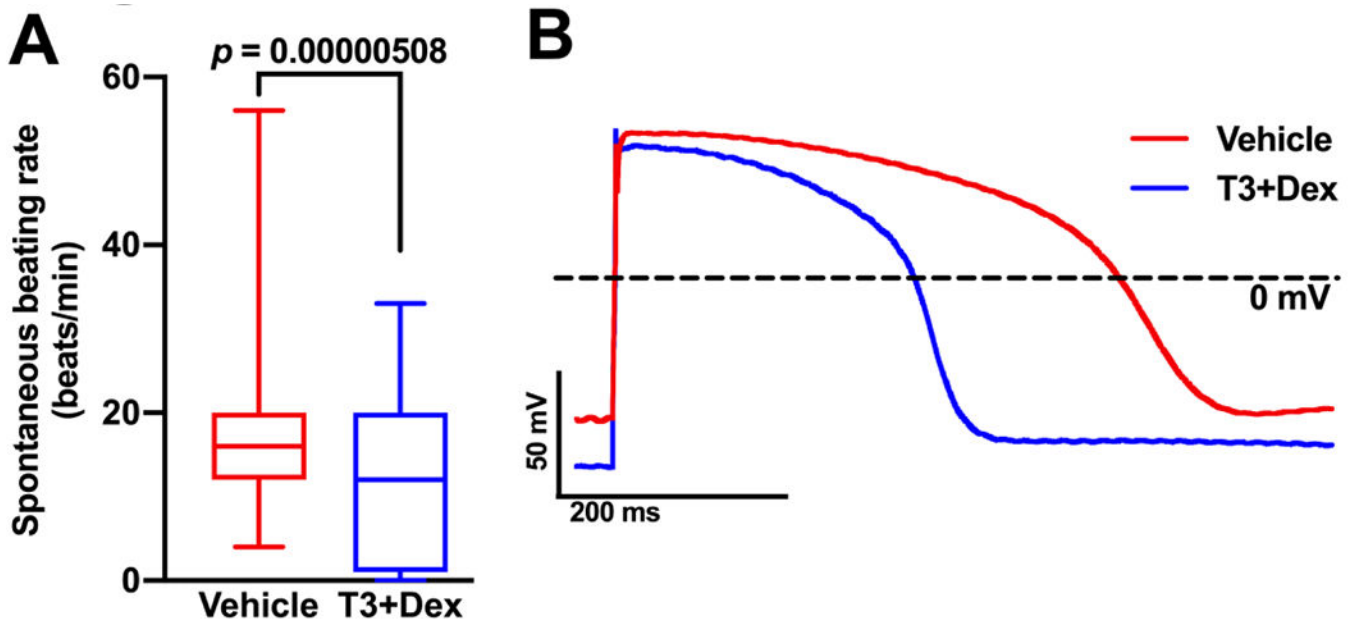 A
p = 0.00000508
60
40
20
0
Spontaneous beating rate
(beats/min)
Vehicle
T3+Dex
B
Vehicle
T3+Dex
0 mV
50 mV
200 ms